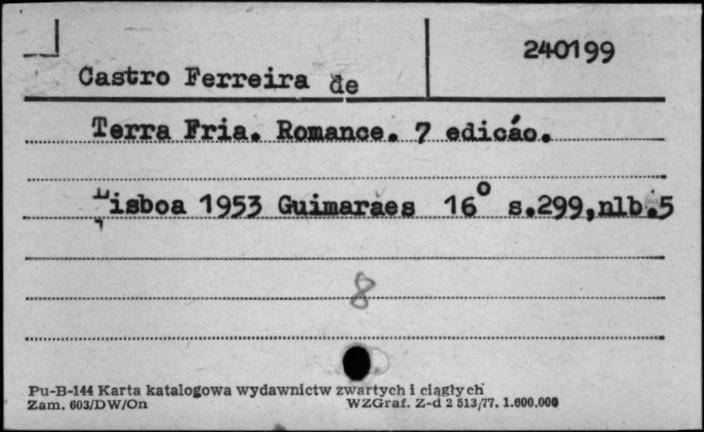 240199
Castro Ferreira de
Terra Fria. Romance. 7 edicáo.
Lisboa 1953 Guimaraes 16° s.299,nlb.5
8
Pu-B-144 Karta katalogowa wydawnictw zwartych i ciągłych
Zam. 603/DW/On WZGraf. Z-d 2 513/77. 1.600.000